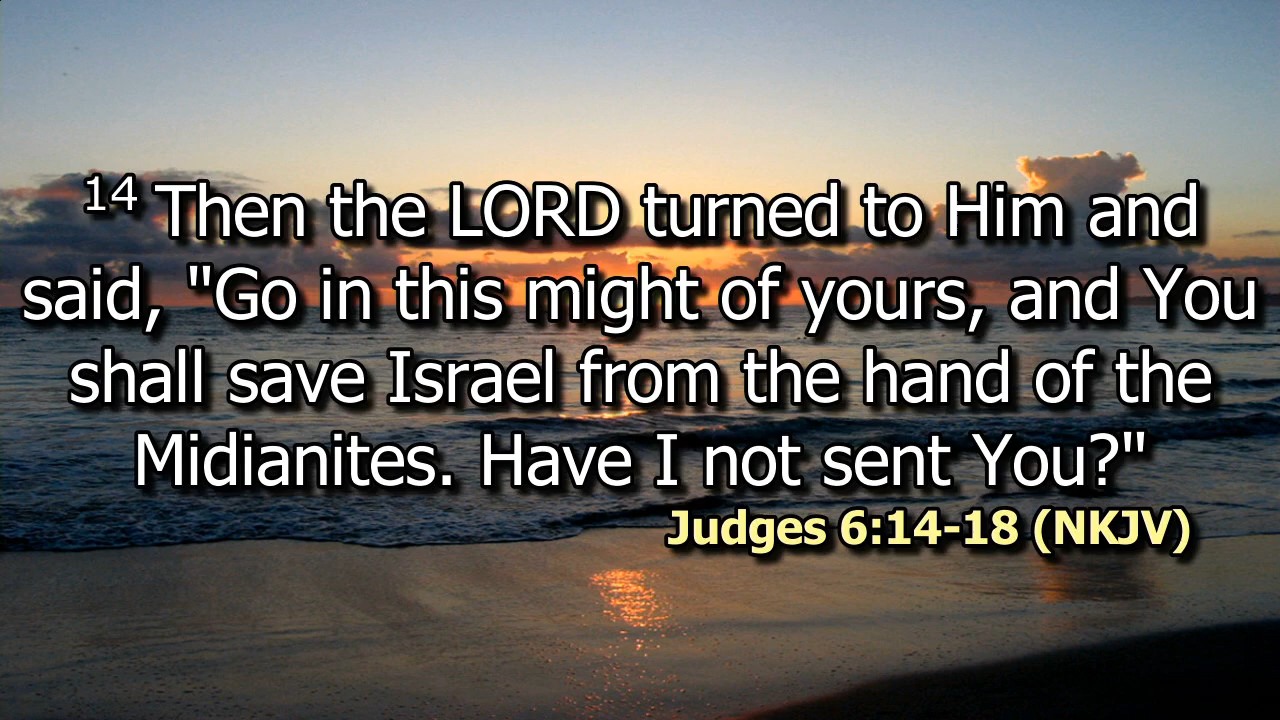 14 Then the LORD turned to Him and
said, "Go in this might of yours, and You
shall save Israel from the hand of the
Midianites. Have I not sent You?"
Judges 6:14-18 (NKJV)